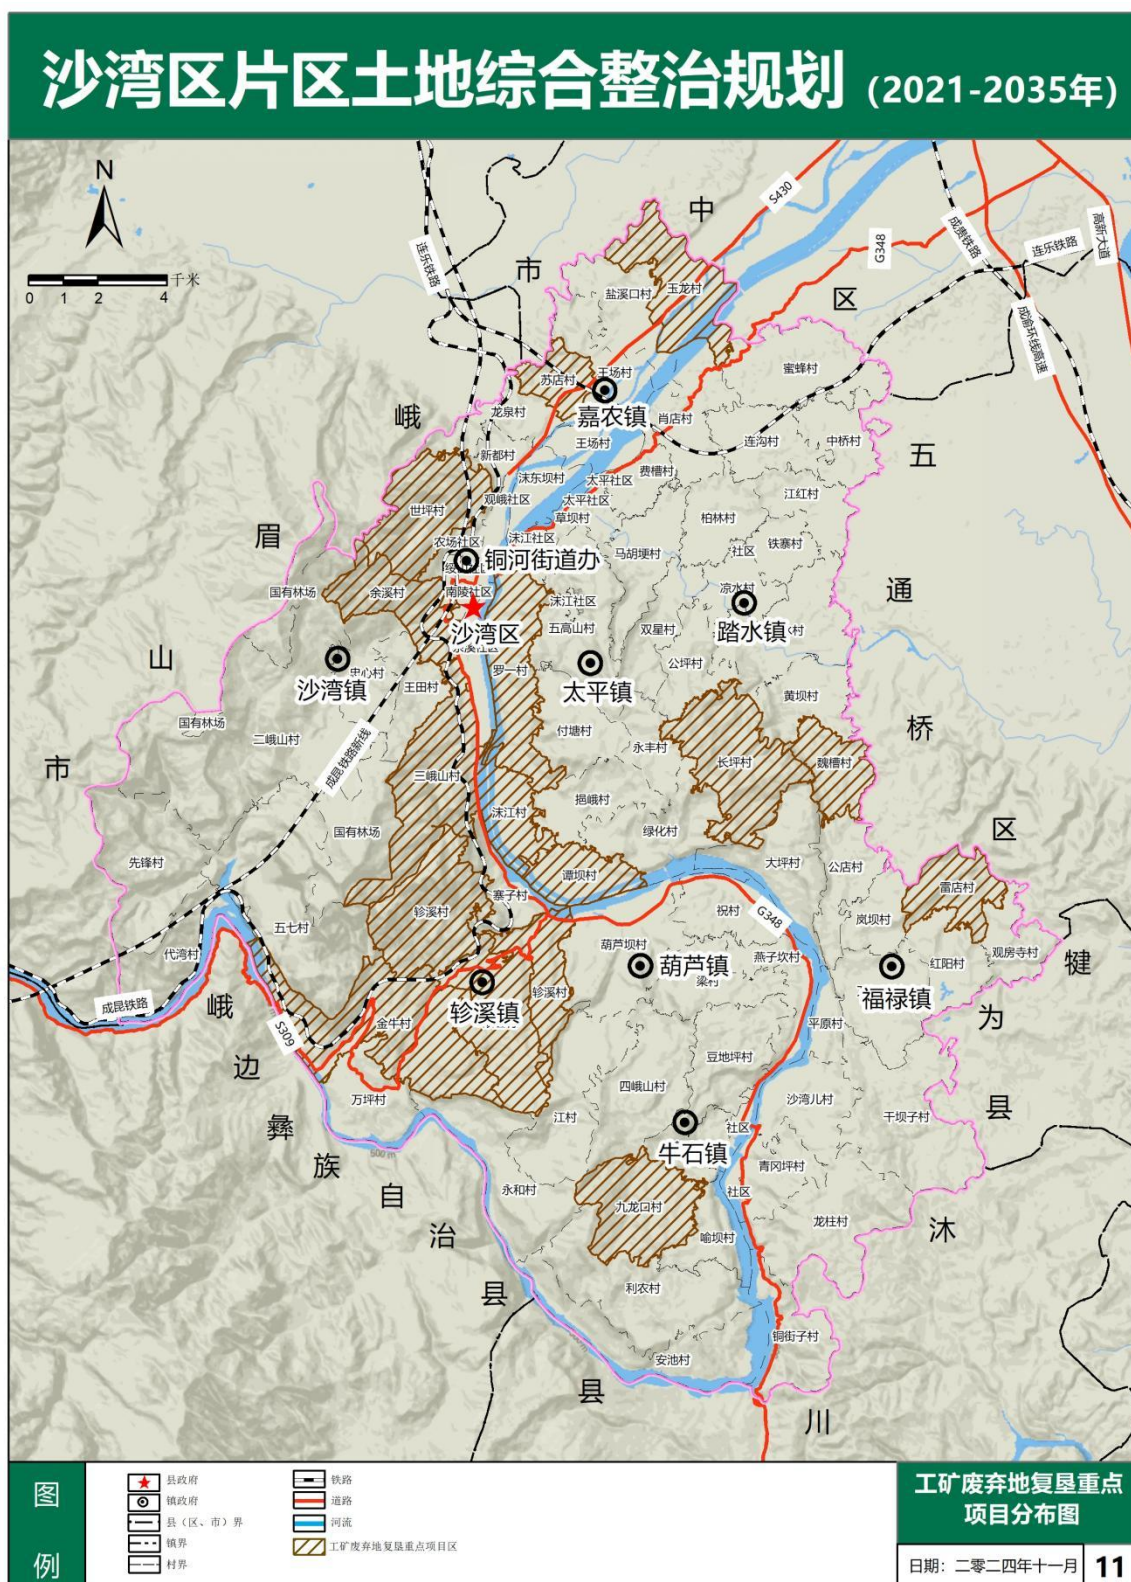 沙湾区片区土地综合整治规划（2021-2035年）
N
千米
0 1 2 4
中
市
区
峨
眉
山
市
五
通
桥
区
犍
为
县
沐
川
峨
边
彝
族
自
治
县
县
S430
G348
连乐铁路
成贵铁路
连乐铁路
高新大道
成渝环线高速
盐溪口村
玉龙村
蜜蜂村
苏店村
王场村
嘉农镇
龙泉村
肖店村
王场村
连沟村
中桥村
新都村
沫东坝村
太平社区
费槽村
观峨社区
太平社区
江红村
世坪村
草坝村
柏林村
农场社区
沫江社区
铜河街道办
马胡埂村
社区
铁寨村
国有林场
余溪村
南陵社区
沫江社区
凉水村
沙湾区
五高山村
双星村
踏水镇
沙湾镇
忠心村
王田村
罗一村
太平镇
公坪村
黄坝村
国有林场
二峨山村
成昆铁路新线
付塘村
永丰村
长坪村
魏槽村
三峨山村
沫江村
挹峨村
绿化村
国有林场
先锋村
谭坝村
大坪村
公店村
雷店村
轸溪村
寨子村
祝村
G348
岚坝村
五七村
代湾村
葫芦坝村
燕子坎村
观房寺村
葫芦镇
梁村
福禄镇
红阳村
轸溪镇
轸溪村
成昆铁路
S309
金牛村
平原村
豆地坪村
四峨山村
万坪村
江村
沙湾儿村
干坝子村
500 m
牛石镇
社区
青冈坪村
永和村
社区
九龙口村
喻坝村
龙柱村
利农村
铜街子村
安池村
图
例
县政府
镇政府
县（区、市）界
镇界
村界
铁路
道路
河流
工矿废弃地复垦重点项目区
工矿废弃地复垦重点
项目分布图
日期：二零二四年十一月
11